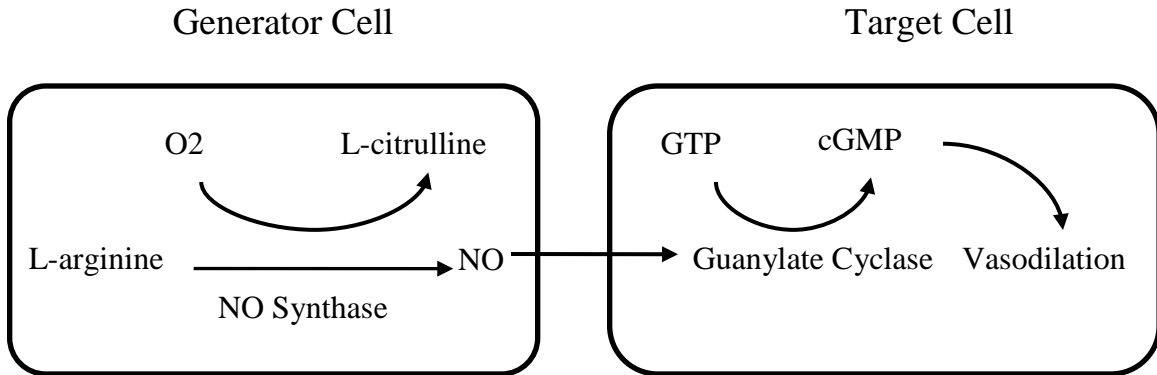 Generator Cell
Target Cell
O2
L-citrulline
L-arginine
NO
NO Synthase
GTP
cGMP
Guanylate Cyclase
Vasodilation